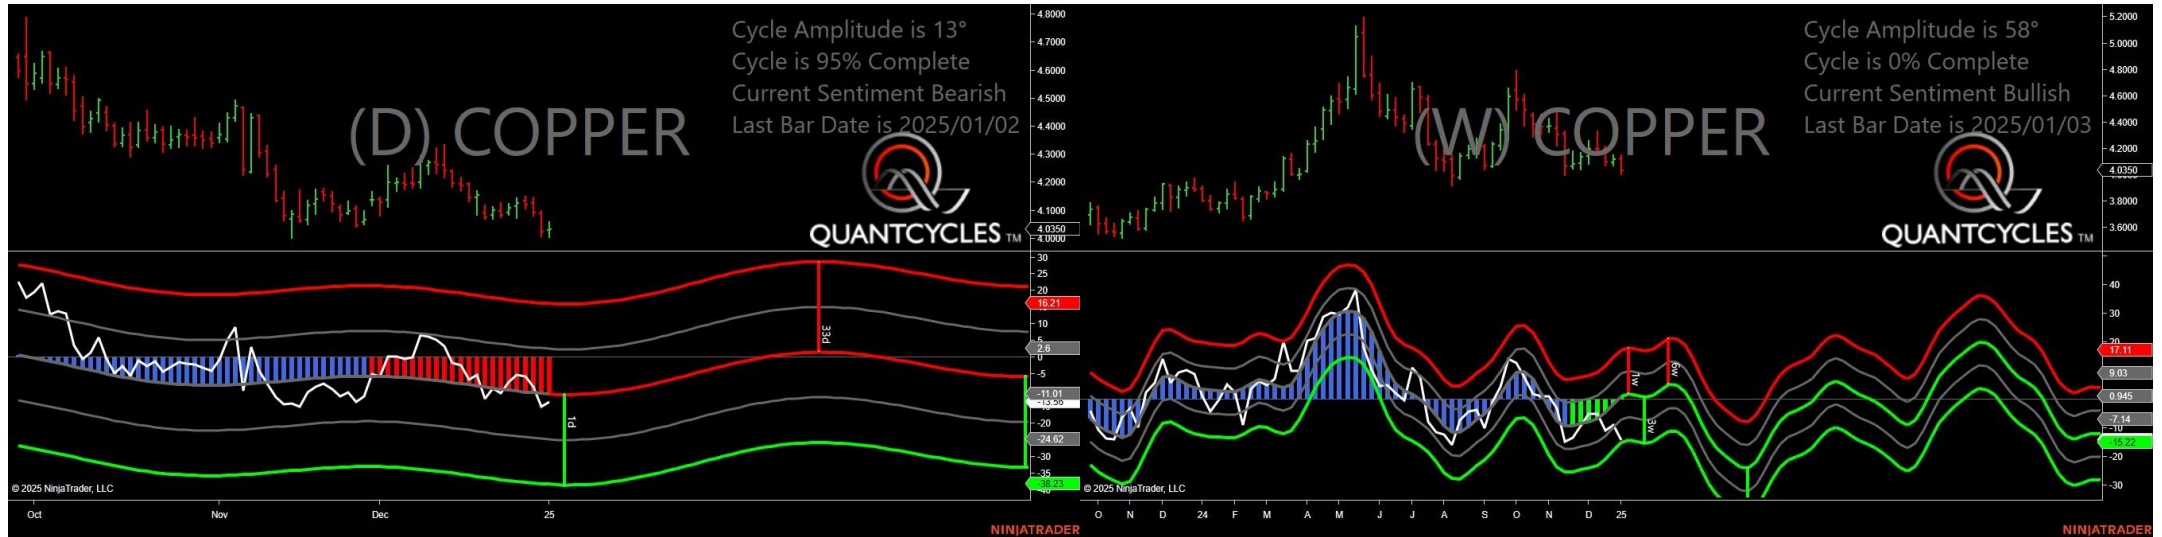 Cycle Amplitude is 13°
Cycle is 95% Complete
Current Sentiment Bearish
Last Bar Date is 2025/01/02
(D) COPPER
QUANTCYCLES TM
4.8000
4.7000
4.6000
4.5000
4.4000
4.3000
4.2000
4.1000
4.0350
4.0000
30
25
20
16.21
10
5
2.6
0
-5
-11.01
-13.56
-20
-24.62
-30
-35
-38.23
33d
1d
© 2025 NinjaTrader, LLC
Oct Nov Dec 25
NINJATRADER
Cycle Amplitude is 58°
Cycle is 0% Complete
Current Sentiment Bullish
Last Bar Date is 2025/01/03
(W) COPPER
QUANTCYCLES TM
5.2000
5.0000
4.8000
4.6000
4.4000
4.2000
4.0350
3.8000
3.6000
40
30
20
17.11
9.03
0.945
-7.14
-10
-15.22
-20
-30
1w
6w
3w
© 2025 NinjaTrader, LLC
O N D 24 F M A M J J A S O N D 25
NINJATRADER